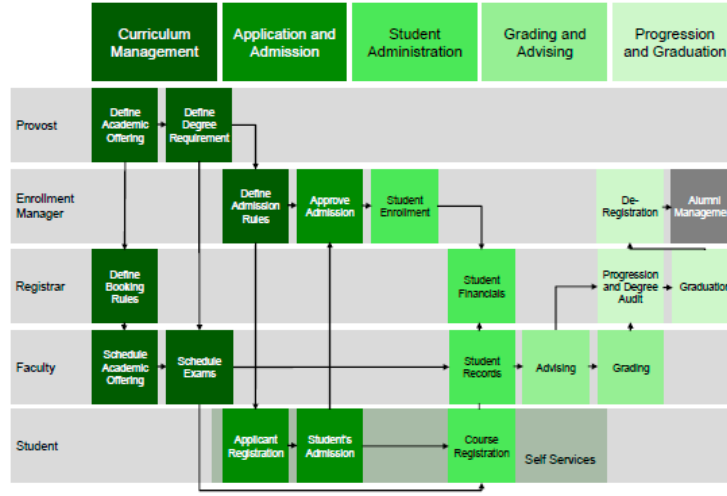 Curriculum
Management
Application and
Admission
Student
Administration
Grading and
Advising
Progression
and Graduation
Provost
Define
Academic
Offering
Define
Degree
Requirement
Enrollment
Manager
Define
Admission
Rules
Approve
Admission
Student
Enrollment
De-
Registration
Alumni
Management
Registrar
Define
Booking
Rules
Student
Financials
Progression
and Degree
Audit
Graduation
Faculty
Schedule
Academic
Offering
Schedule
Exams
Student
Records
Advising
Grading
Student
Applicant
Registration
Student's
Admission
Course
Registration
Self Services